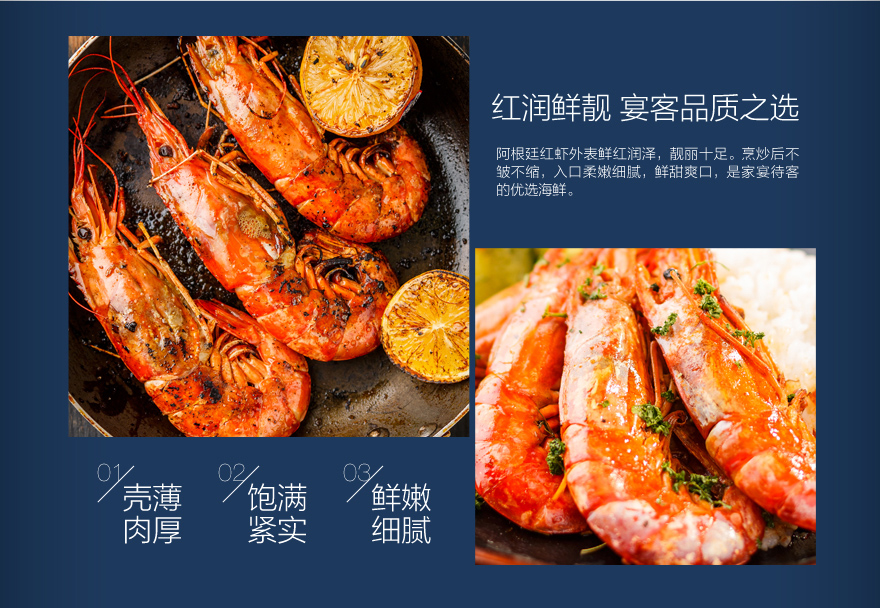 红润鲜靓 宴客品质之选
阿根廷红虾外表鲜红润泽，靓丽十足。烹炒后不
皱不缩，入口柔嫩细腻，鲜甜爽口，是家宴待客
的优选海鲜。
01
壳薄
肉厚
02
饱满
紧实
03
鲜嫩
细腻